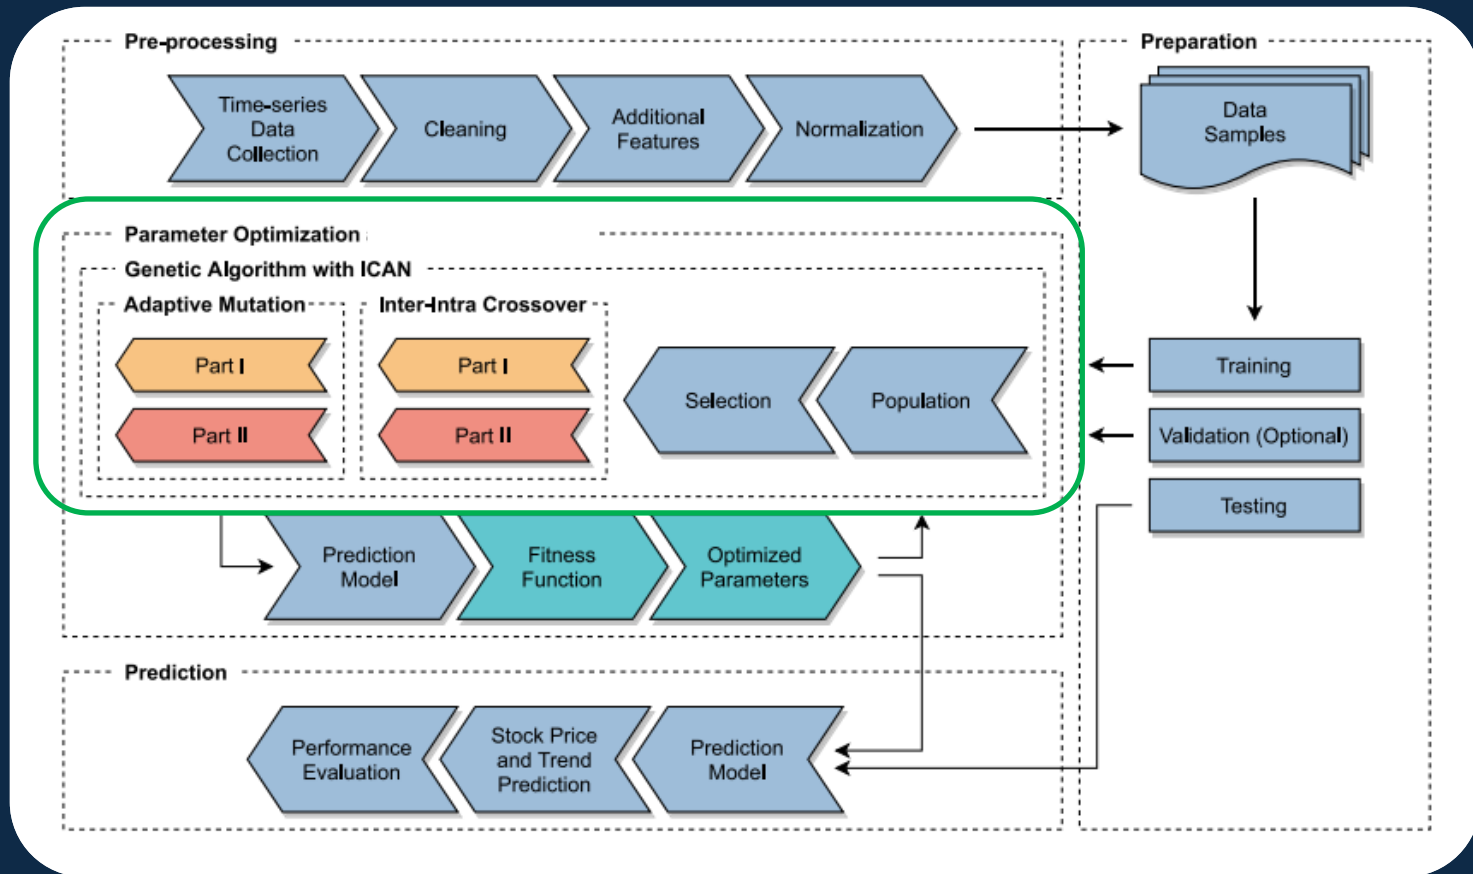 Pre-processing
Time-series
Data
Collection
Cleaning
Additional
Features
Normalization
Preparation
Data
Samples
Parameter Optimization
Genetic Algorithm with ICAN
Adaptive Mutation
Part I
Part II
Inter-Intra Crossover
Part I
Part II
Selection
Population
Training
Validation (Optional)
Testing
Prediction
Model
Fitness
Function
Optimized
Parameters
Prediction
Performance
Evaluation
Stock Price
and Trend
Prediction
Prediction
Model